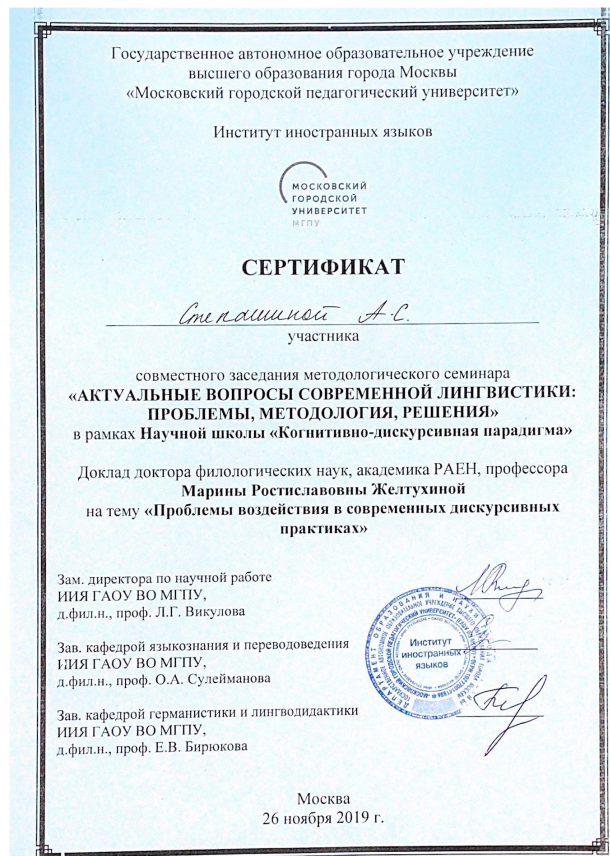 Государственное автономное образовательное учреждение
высшего образования города Москвы
«Московский городской педагогический университет»
Институт иностранных языков
МОСКОВСКИЙ
ГОРОДСКОЙ
УНИВЕРСИТЕТ
МГПУ
СЕРТИФИКАТ
Степашиной А.С.
участника
совместного заседания методологического семинара
«АКТУАЛЬНЫЕ ВОПРОСЫ СОВРЕМЕННОЙ ЛИНГВИСТИКИ:
ПРОБЛЕМЫ, МЕТОДОЛОГИЯ, РЕШЕНИЯ»
в рамках Научной школы «Когнитивно-дискурсивная парадигма»
Доклад доктора филологических наук, академика РАЕН, профессора
Марины Ростиславовны Желтухиной
на тему «Проблемы воздействия в современных дискурсивных
практиках»
Зам. директора по научной работе
ИИЯ ГАОУ ВО МГПУ,
д.фил.н., проф. Л.Г. Викулова
Зав. кафедрой языкознания и переводоведения
ИИЯ ГАОУ ВО МГПУ,
д.фил.н., проф. О.А. Сулейманова
Зав. кафедрой германистики и лингводидактики
ИИЯ ГАОУ ВО МГПУ,
д.фил.н., проф. Е.В. Бирюкова
Институт
иностранных
языков
Москва
26 ноября 2019 г.